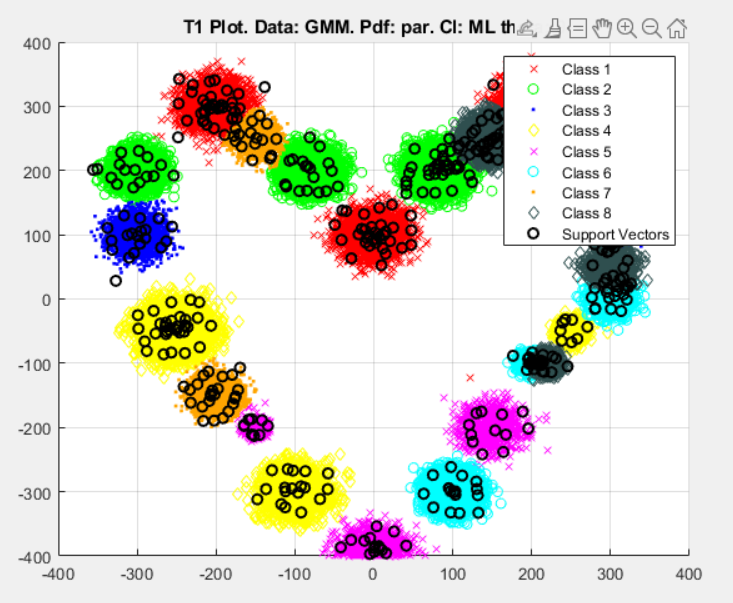 T1 Plot. Data: GMM. Pdf: par. Cl: ML th
400
300
200
100
0
-100
-200
-300
-400
-400 -300 -200 -100 0 100 200 300 400
Class 1
Class 2
Class 3
Class 4
Class 5
Class 6
Class 7
Class 8
Support Vectors